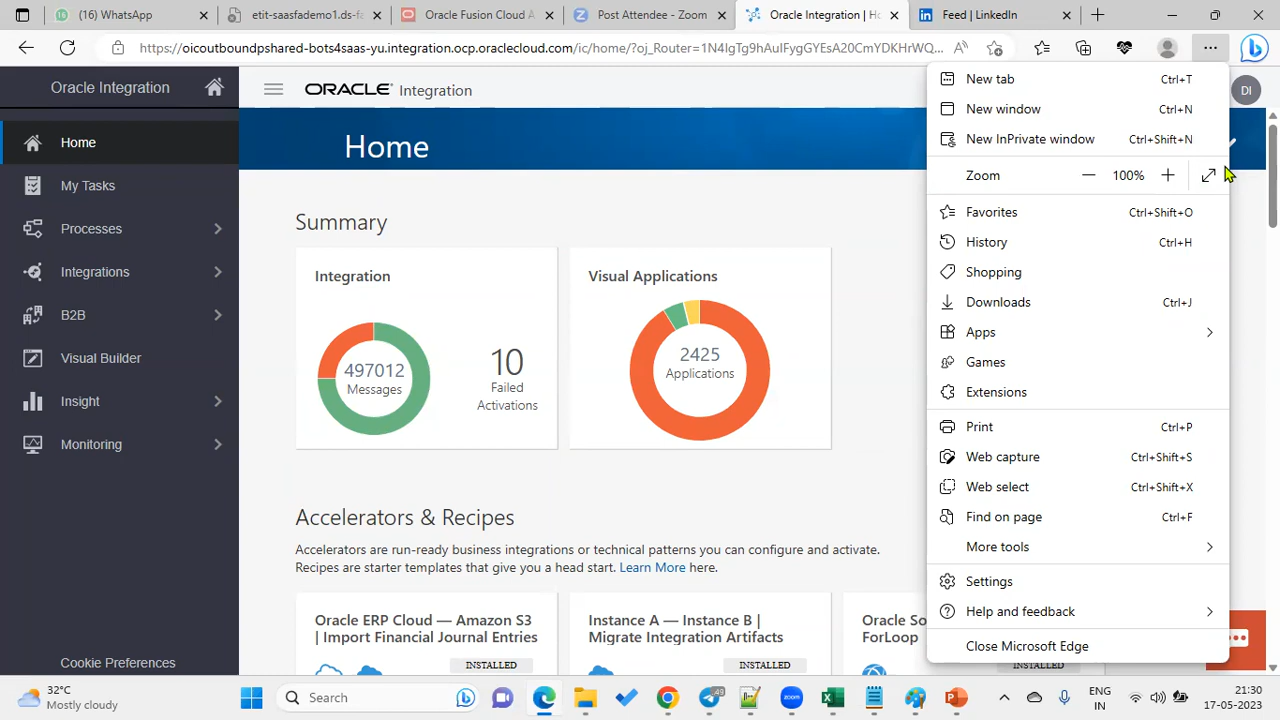 (16) WhatsApp
etit-saasfademo1.ds-fa
Oracle Fusion Cloud A
Post Attendee - Zoom
Oracle Integration | Ho
Feed | LinkedIn
https://oicoutboundpshared-bots4saas-yu.integration.ocp.oraclecloud.com/ic/home/?oj_Router=1N4IgTg9hAuIFygGYEsA20CmYDKHrWQ...
Oracle Integration
ORACLE Integration
DI
Home
Home
My Tasks
Processes
Integrations
B2B
Visual Builder
Insight
Monitoring
Cookie Preferences
Summary
Integration
497012
Messages
10
Failed
Activations
Visual Applications
2425
Applications
Accelerators & Recipes
Accelerators are run-ready business integrations or technical patterns you can configure and activate.
Recipes are starter templates that give you a head start. Learn More here.
Oracle ERP Cloud — Amazon S3
| Import Financial Journal Entries
INSTALLED
Instance A — Instance B |
Migrate Integration Artifacts
INSTALLED
Oracle So
ForLoop
INSTALLED
New tab Ctrl+T
New window Ctrl+N
New InPrivate window Ctrl+Shift+N
Zoom 100%
Favorites Ctrl+Shift+O
History Ctrl+H
Shopping
Downloads Ctrl+J
Apps
Games
Extensions
Print Ctrl+P
Web capture Ctrl+Shift+S
Web select Ctrl+Shift+X
Find on page Ctrl+F
More tools
Settings
Help and feedback
Close Microsoft Edge
32°C
Mostly cloudy
Search
49
ENG
IN
21:30
17-05-2023